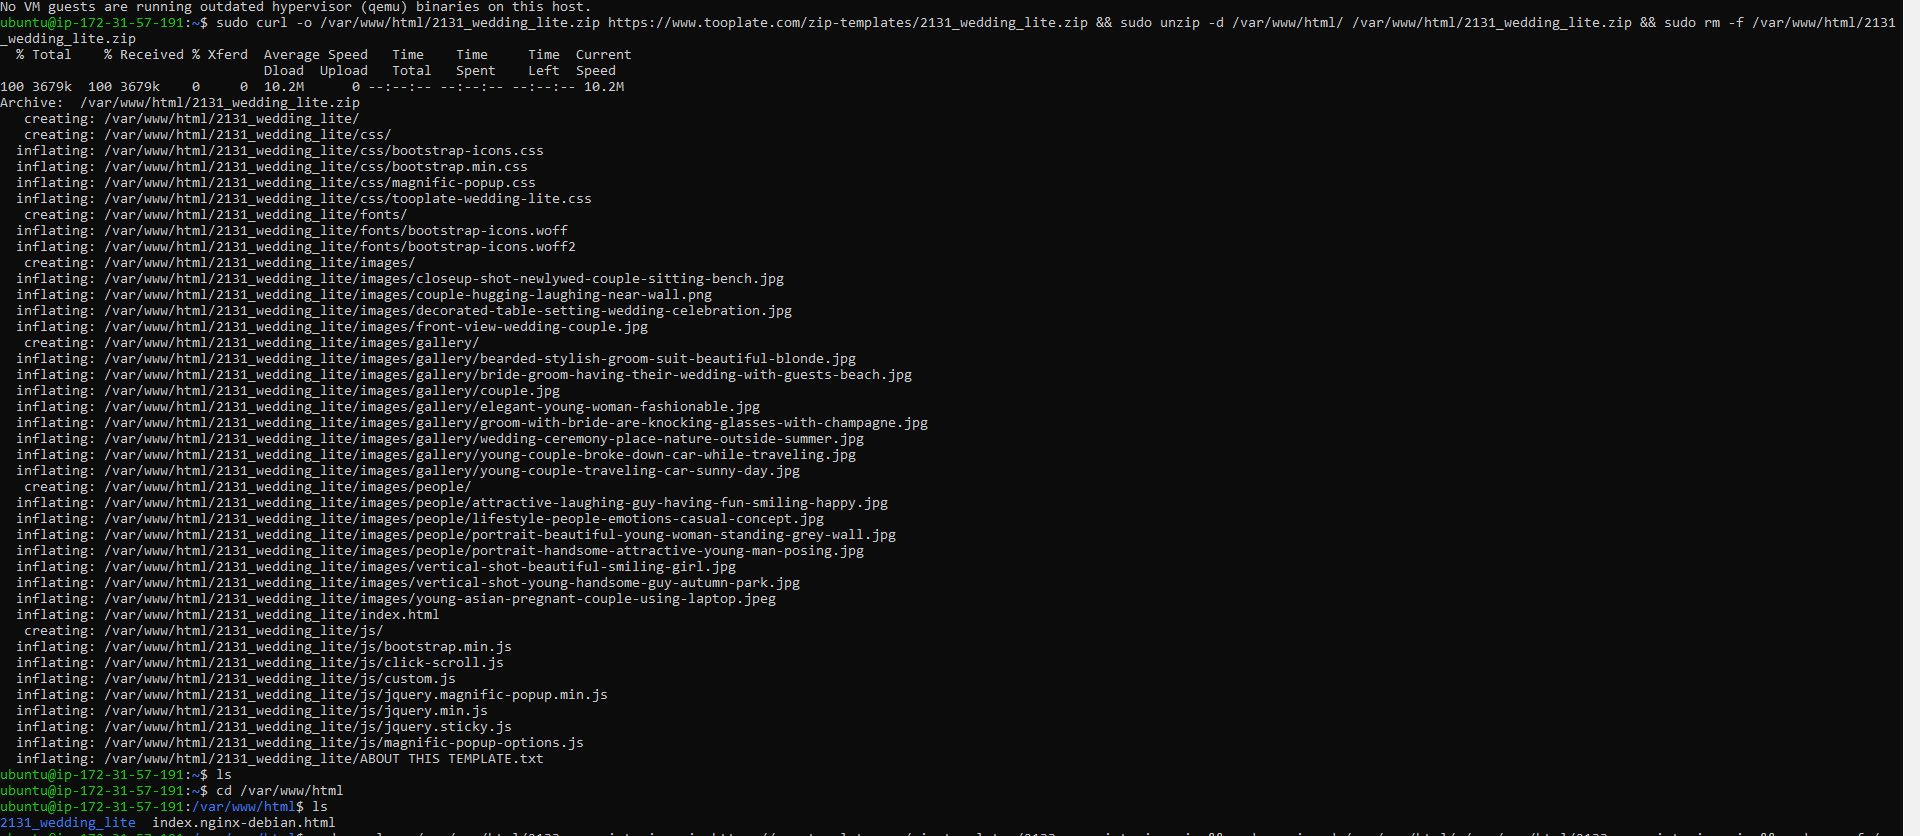 No VM guests are running outdated hypervisor (qemu) binaries on this host.
ubuntu@ip-172-31-57-191:~$ sudo curl -o /var/www/html/2131_wedding_lite.zip https://www.tooplate.com/zip-templates/2131_wedding_lite.zip && sudo unzip -d /var/www/html/ /var/www/html/2131_wedding_lite.zip && sudo rm -f /var/www/html/2131
_wedding_lite.zip
  % Total    % Received % Xferd  Average Speed   Time    Time     Time  Current
                                 Dload  Upload   Total   Spent    Left  Speed
100 3679k  100 3679k    0     0  10.2M      0 --:--:-- --:--:-- --:--:-- 10.2M
Archive:  /var/www/html/2131_wedding_lite.zip
   creating: /var/www/html/2131_wedding_lite/
   creating: /var/www/html/2131_wedding_lite/css/
  inflating: /var/www/html/2131_wedding_lite/css/bootstrap-icons.css
  inflating: /var/www/html/2131_wedding_lite/css/bootstrap.min.css
  inflating: /var/www/html/2131_wedding_lite/css/magnific-popup.css
  inflating: /var/www/html/2131_wedding_lite/css/tooplate-wedding-lite.css
   creating: /var/www/html/2131_wedding_lite/fonts/
  inflating: /var/www/html/2131_wedding_lite/fonts/bootstrap-icons.woff
  inflating: /var/www/html/2131_wedding_lite/fonts/bootstrap-icons.woff2
   creating: /var/www/html/2131_wedding_lite/images/
  inflating: /var/www/html/2131_wedding_lite/images/closeup-shot-newlywed-couple-sitting-bench.jpg
  inflating: /var/www/html/2131_wedding_lite/images/couple-hugging-laughing-near-wall.png
  inflating: /var/www/html/2131_wedding_lite/images/decorated-table-setting-wedding-celebration.jpg
  inflating: /var/www/html/2131_wedding_lite/images/front-view-wedding-couple.jpg
   creating: /var/www/html/2131_wedding_lite/images/gallery/
  inflating: /var/www/html/2131_wedding_lite/images/gallery/bearded-stylish-groom-suit-beautiful-blonde.jpg
  inflating: /var/www/html/2131_wedding_lite/images/gallery/bride-groom-having-their-wedding-with-guests-beach.jpg
  inflating: /var/www/html/2131_wedding_lite/images/gallery/couple.jpg
  inflating: /var/www/html/2131_wedding_lite/images/gallery/elegant-young-woman-fashionable.jpg
  inflating: /var/www/html/2131_wedding_lite/images/gallery/groom-with-bride-are-knocking-glasses-with-champagne.jpg
  inflating: /var/www/html/2131_wedding_lite/images/gallery/wedding-ceremony-place-nature-outside-summer.jpg
  inflating: /var/www/html/2131_wedding_lite/images/gallery/young-couple-broke-down-car-while-traveling.jpg
  inflating: /var/www/html/2131_wedding_lite/images/gallery/young-couple-traveling-car-sunny-day.jpg
   creating: /var/www/html/2131_wedding_lite/images/people/
  inflating: /var/www/html/2131_wedding_lite/images/people/attractive-laughing-guy-having-fun-smiling-happy.jpg
  inflating: /var/www/html/2131_wedding_lite/images/people/lifestyle-people-emotions-casual-concept.jpg
  inflating: /var/www/html/2131_wedding_lite/images/people/portrait-beautiful-young-woman-standing-grey-wall.jpg
  inflating: /var/www/html/2131_wedding_lite/images/people/portrait-handsome-attractive-young-man-posing.jpg
  inflating: /var/www/html/2131_wedding_lite/images/vertical-shot-beautiful-smiling-girl.jpg
  inflating: /var/www/html/2131_wedding_lite/images/vertical-shot-young-handsome-guy-autumn-park.jpg
  inflating: /var/www/html/2131_wedding_lite/images/young-asian-pregnant-couple-using-laptop.jpeg
  inflating: /var/www/html/2131_wedding_lite/index.html
   creating: /var/www/html/2131_wedding_lite/js/
  inflating: /var/www/html/2131_wedding_lite/js/bootstrap.min.js
  inflating: /var/www/html/2131_wedding_lite/js/click-scroll.js
  inflating: /var/www/html/2131_wedding_lite/js/custom.js
  inflating: /var/www/html/2131_wedding_lite/js/jquery.magnific-popup.min.js
  inflating: /var/www/html/2131_wedding_lite/js/jquery.min.js
  inflating: /var/www/html/2131_wedding_lite/js/jquery.sticky.js
  inflating: /var/www/html/2131_wedding_lite/js/magnific-popup-options.js
  inflating: /var/www/html/2131_wedding_lite/ABOUT THIS TEMPLATE.txt
ubuntu@ip-172-31-57-191:~$ ls
ubuntu@ip-172-31-57-191:~$ cd /var/www/html
ubuntu@ip-172-31-57-191:/var/www/html$ ls
2131_wedding_lite  index.nginx-debian.html